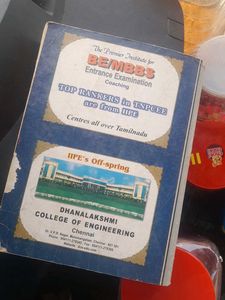 The Premier Institute for
BE/MBBS
Entrance Examination
Coaching
TOP RANKERS in TNPCEE
are from IIPE
Centres all over Tamilnadu
IIPE's Off-spring
DHANALAKSHMI
COLLEGE OF ENGINEERING
Chennai